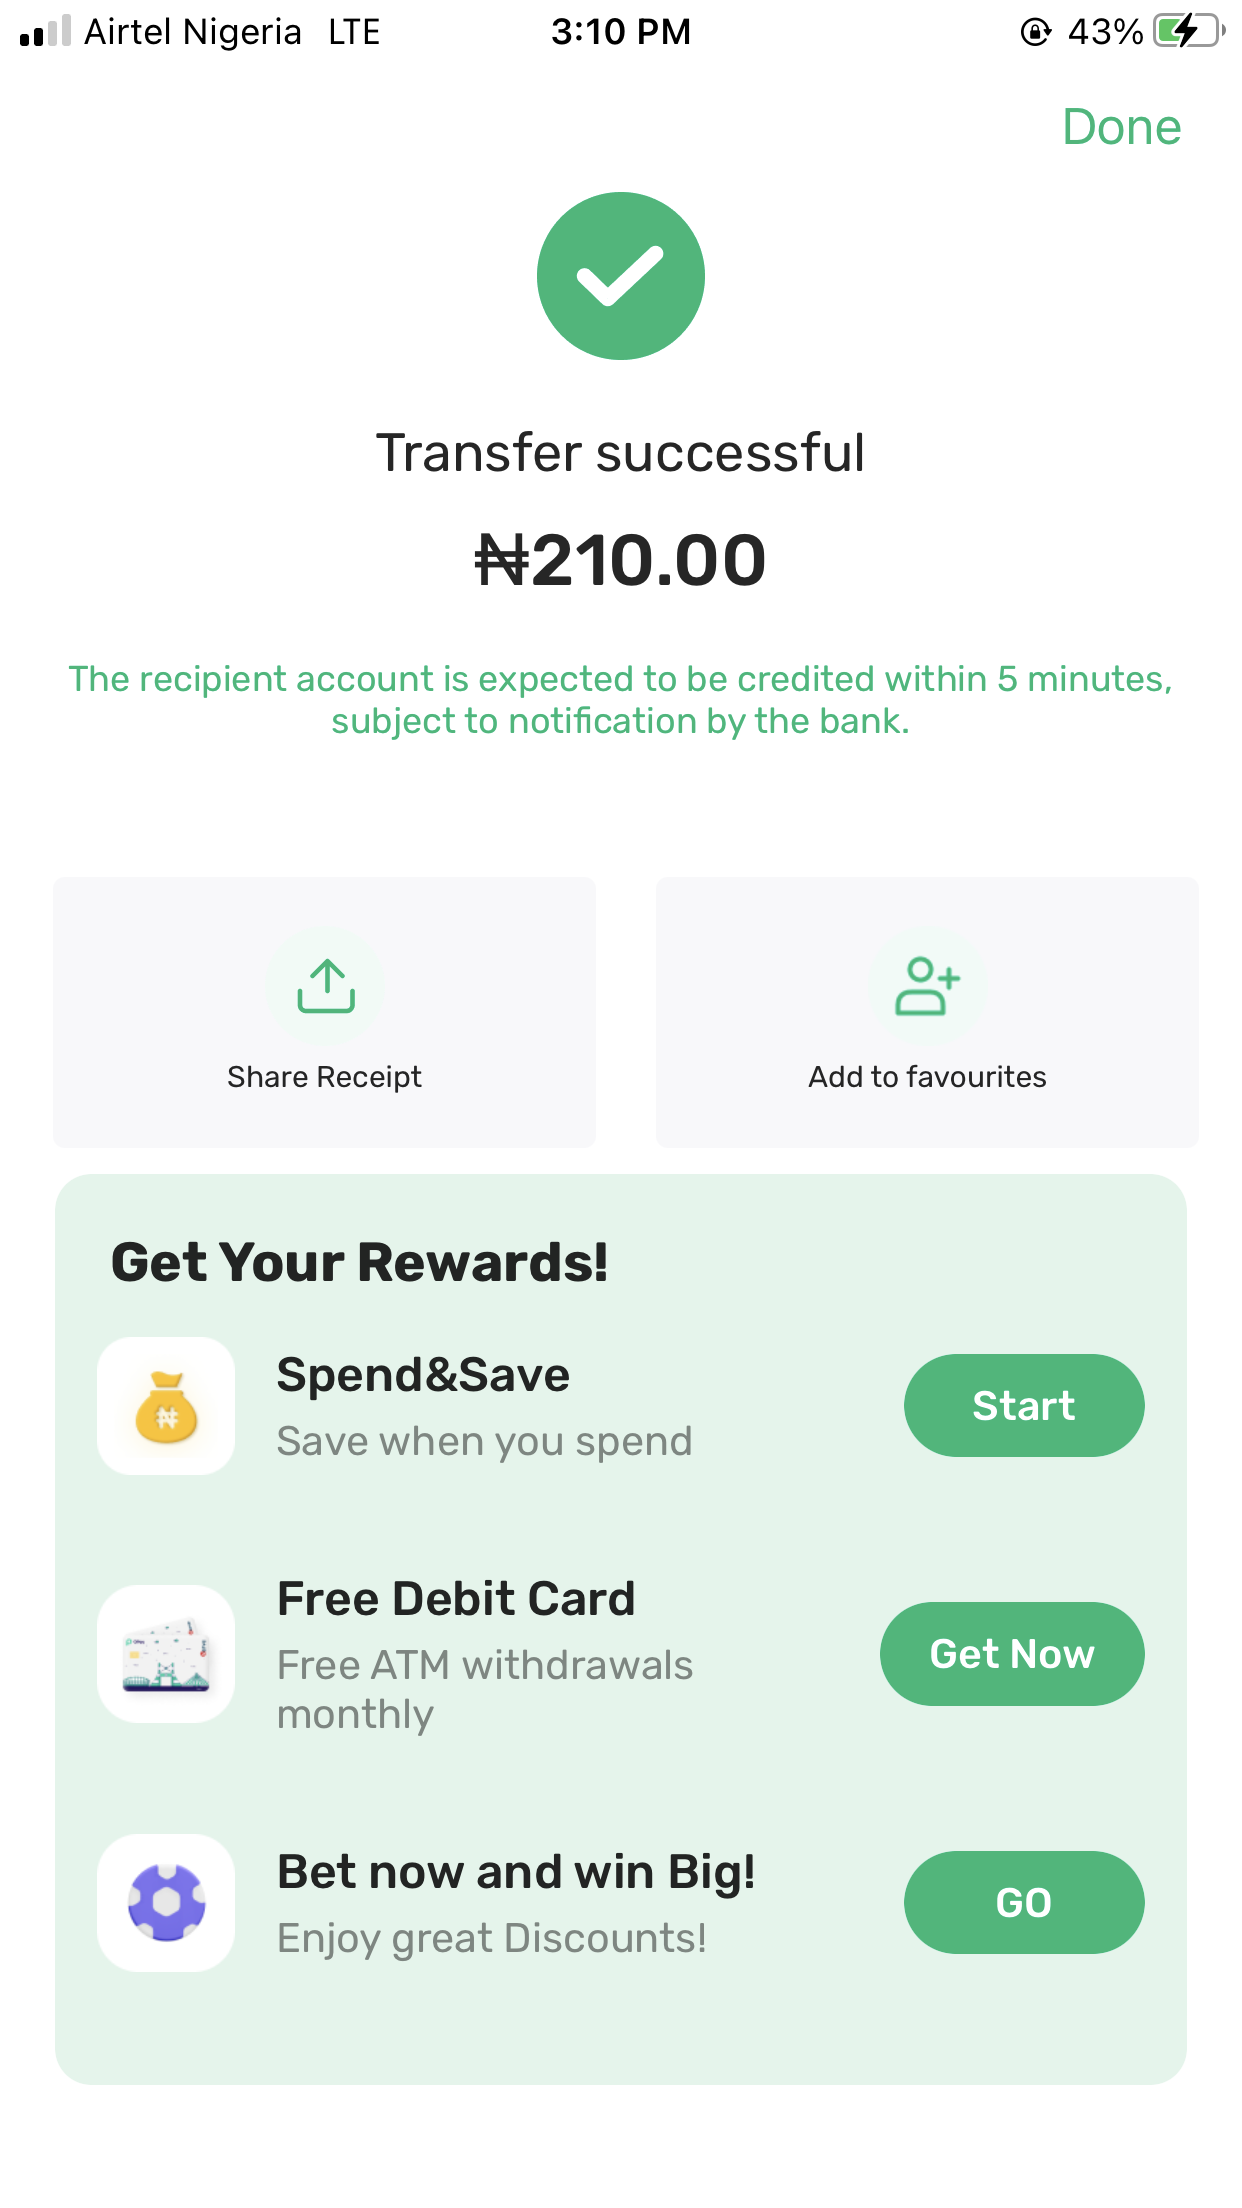 Airtel Nigeria LTE 3:10 PM 43%
Done
Transfer successful
₦210.00
The recipient account is expected to be credited within 5 minutes,
subject to notification by the bank.
Share Receipt
Add to favourites
Get Your Rewards!
Spend&Save
Save when you spend
Start
Free Debit Card
Free ATM withdrawals
monthly
Get Now
Bet now and win Big!
Enjoy great Discounts!
GO